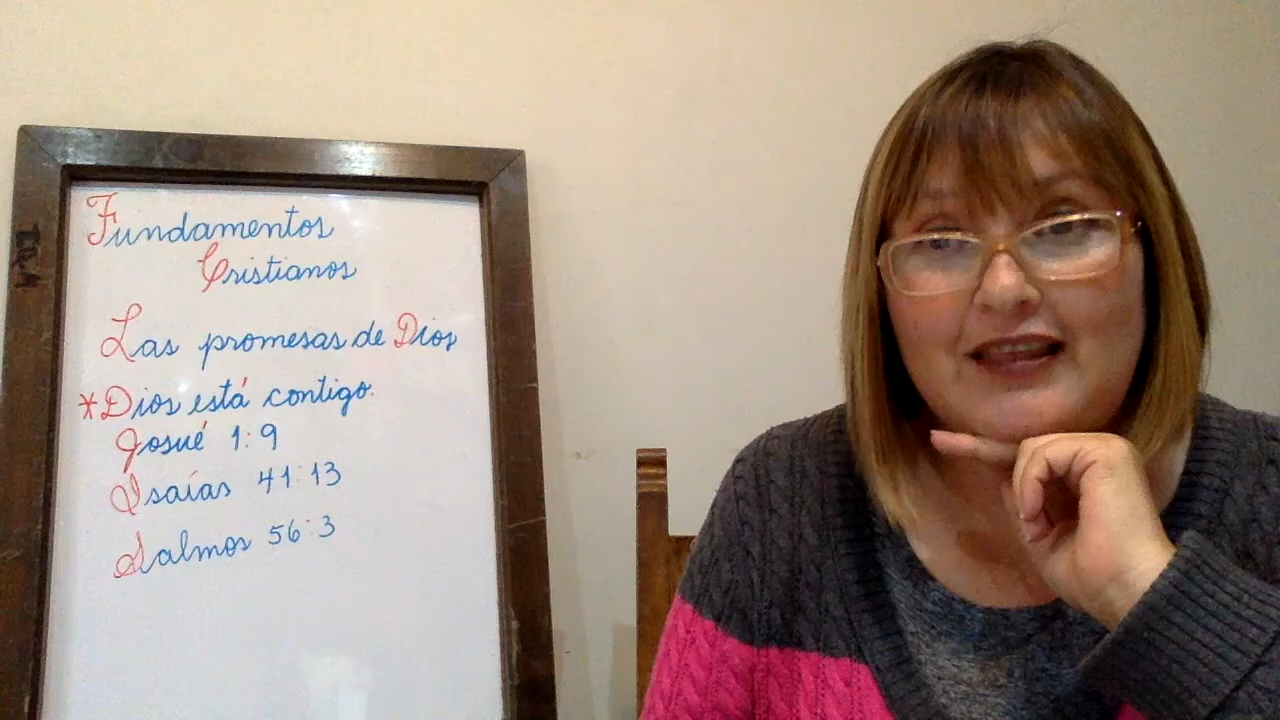 Fundamentos
Cristianos
Las promesas de Dios
*Dios está contigo.
Josué 1:9
Isaías 41:13
Salmos 56:3